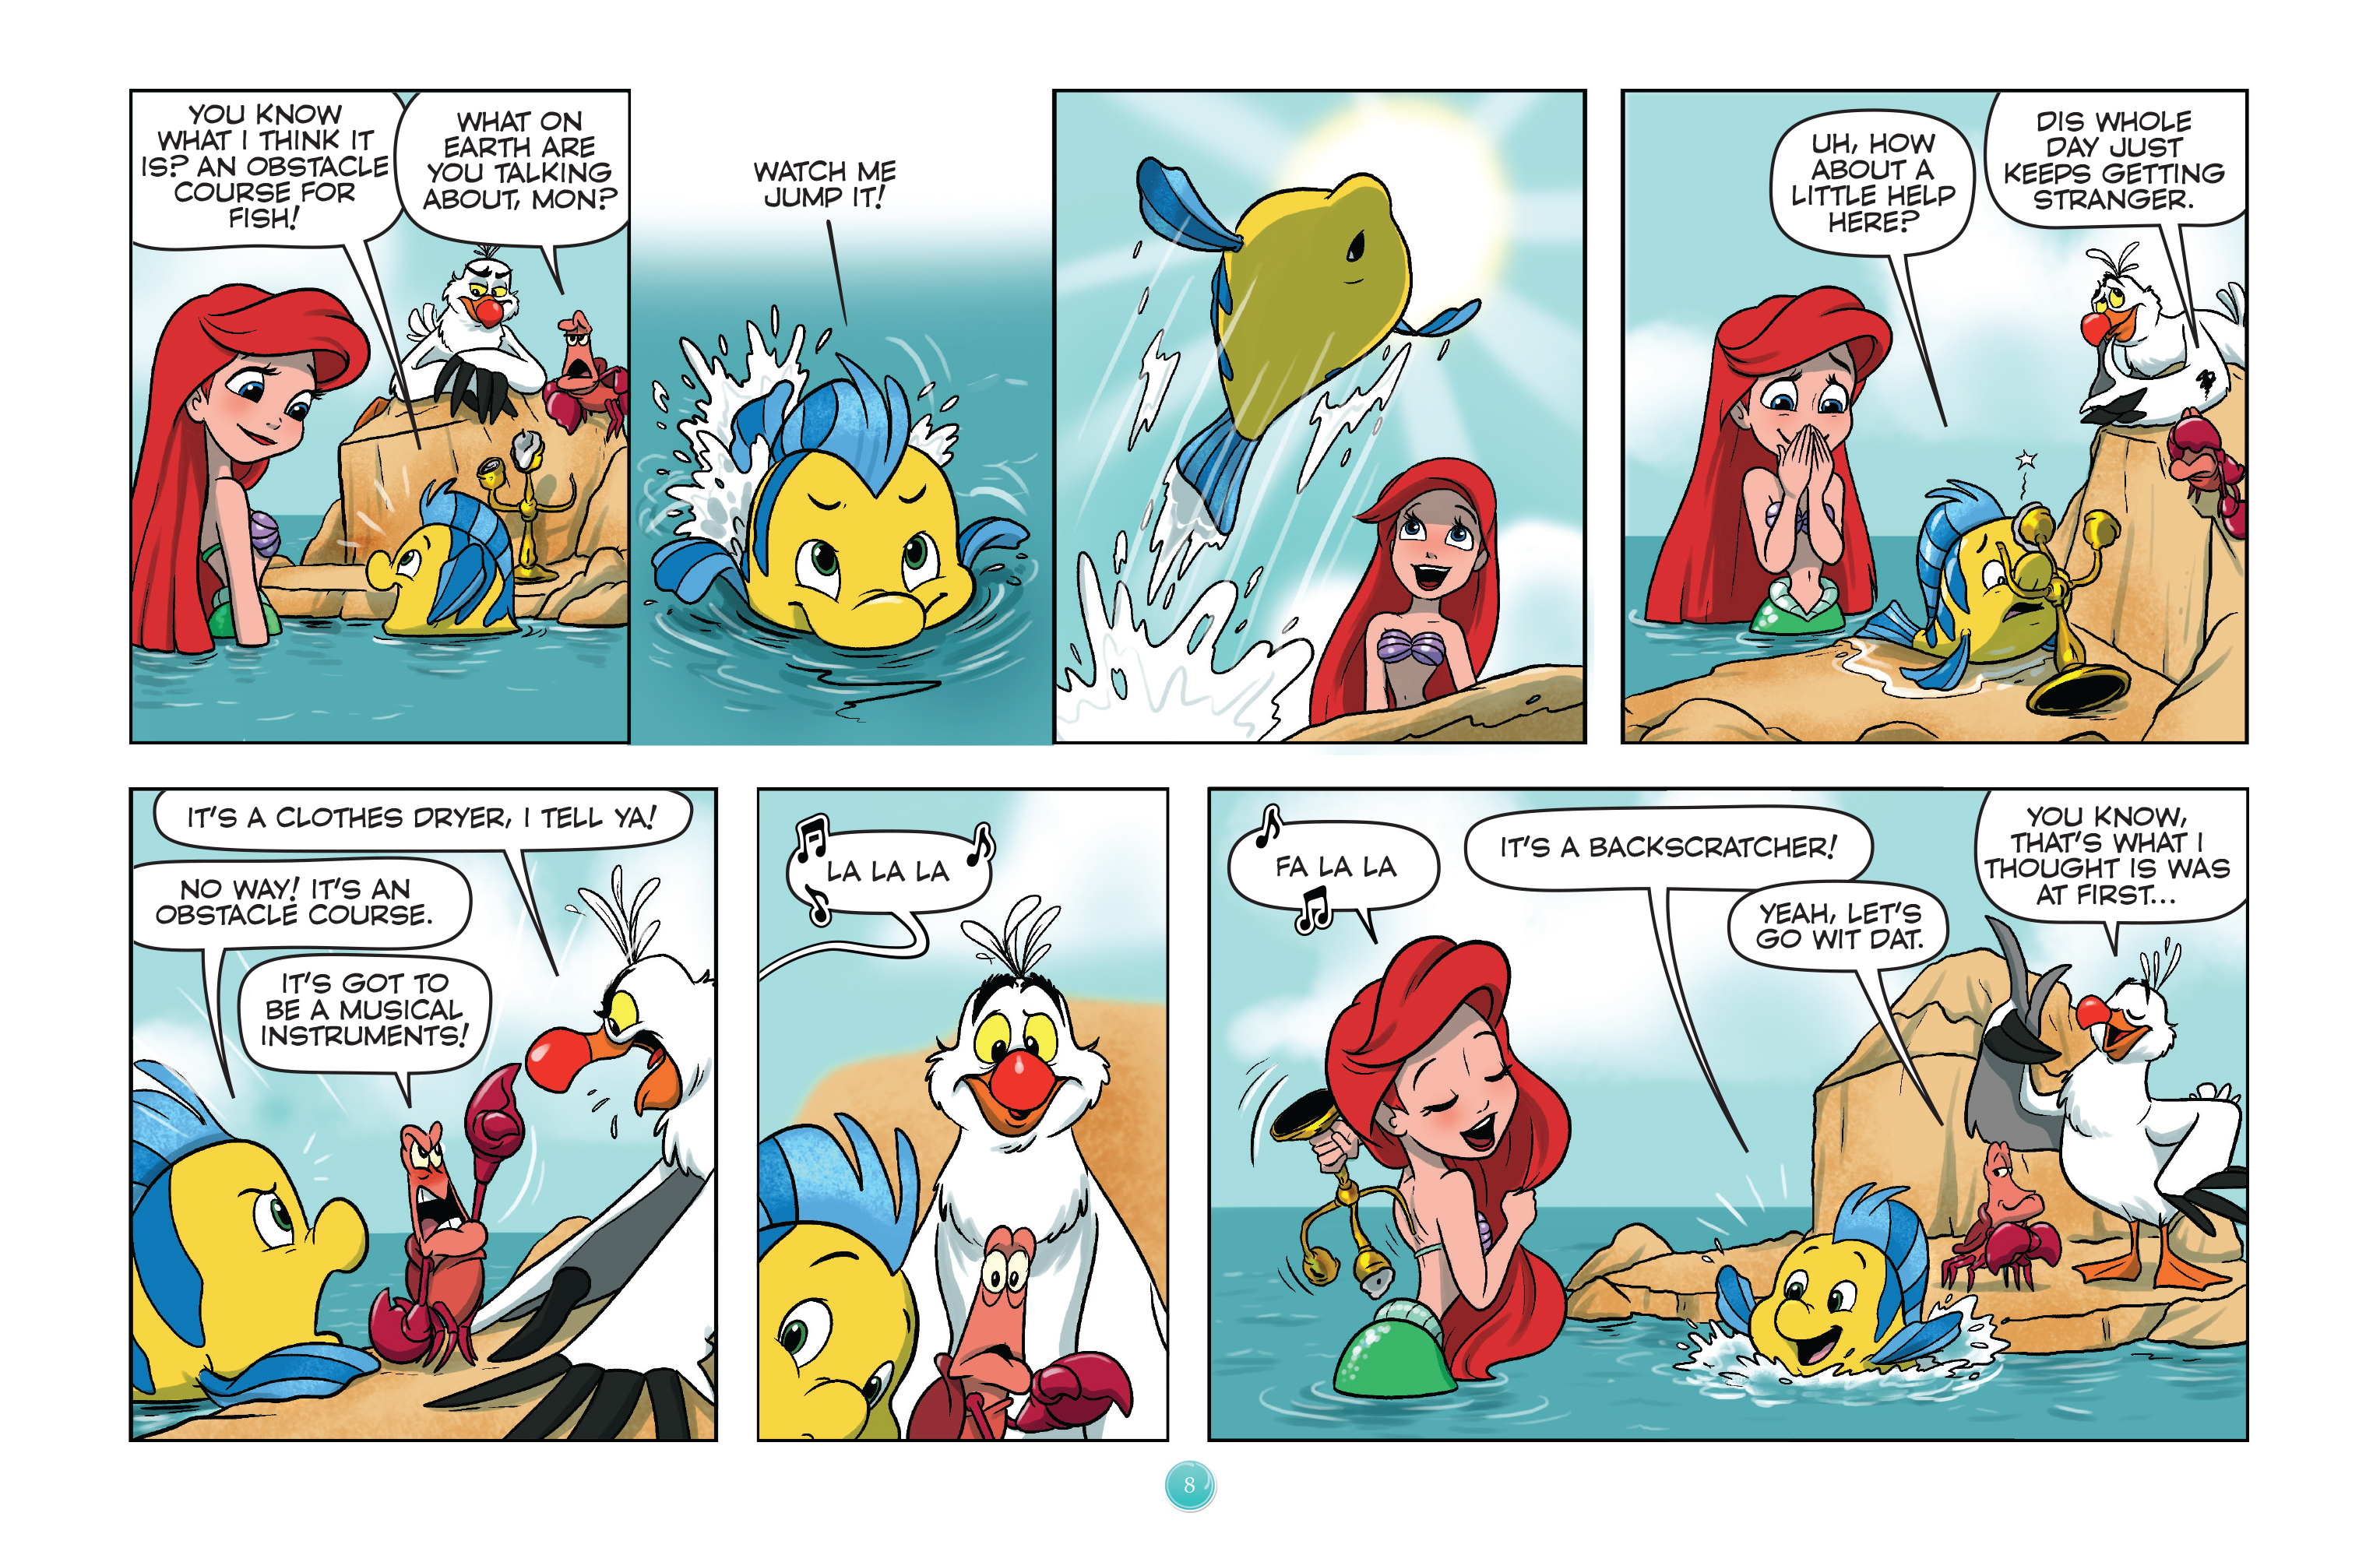 YOU KNOW
WHAT I THINK IT
IS? AN OBSTACLE
COURSE FOR
FISH!
WHAT ON
EARTH ARE
YOU TALKING
ABOUT, MON?
WATCH ME
JUMP IT!
UH, HOW
ABOUT A
LITTLE HELP
HERE?
DIS WHOLE
DAY JUST
KEEPS GETTING
STRANGER.
IT'S A CLOTHES DRYER, I TELL YA!
NO WAY! IT'S AN
OBSTACLE COURSE.
IT'S GOT TO
BE A MUSICAL
INSTRUMENTS!
LA LA LA
FA LA LA
IT'S A BACKSCRATCHER!
YEAH, LET'S
GO WIT DAT.
YOU KNOW,
THAT'S WHAT I
THOUGHT IS WAS
AT FIRST...
8